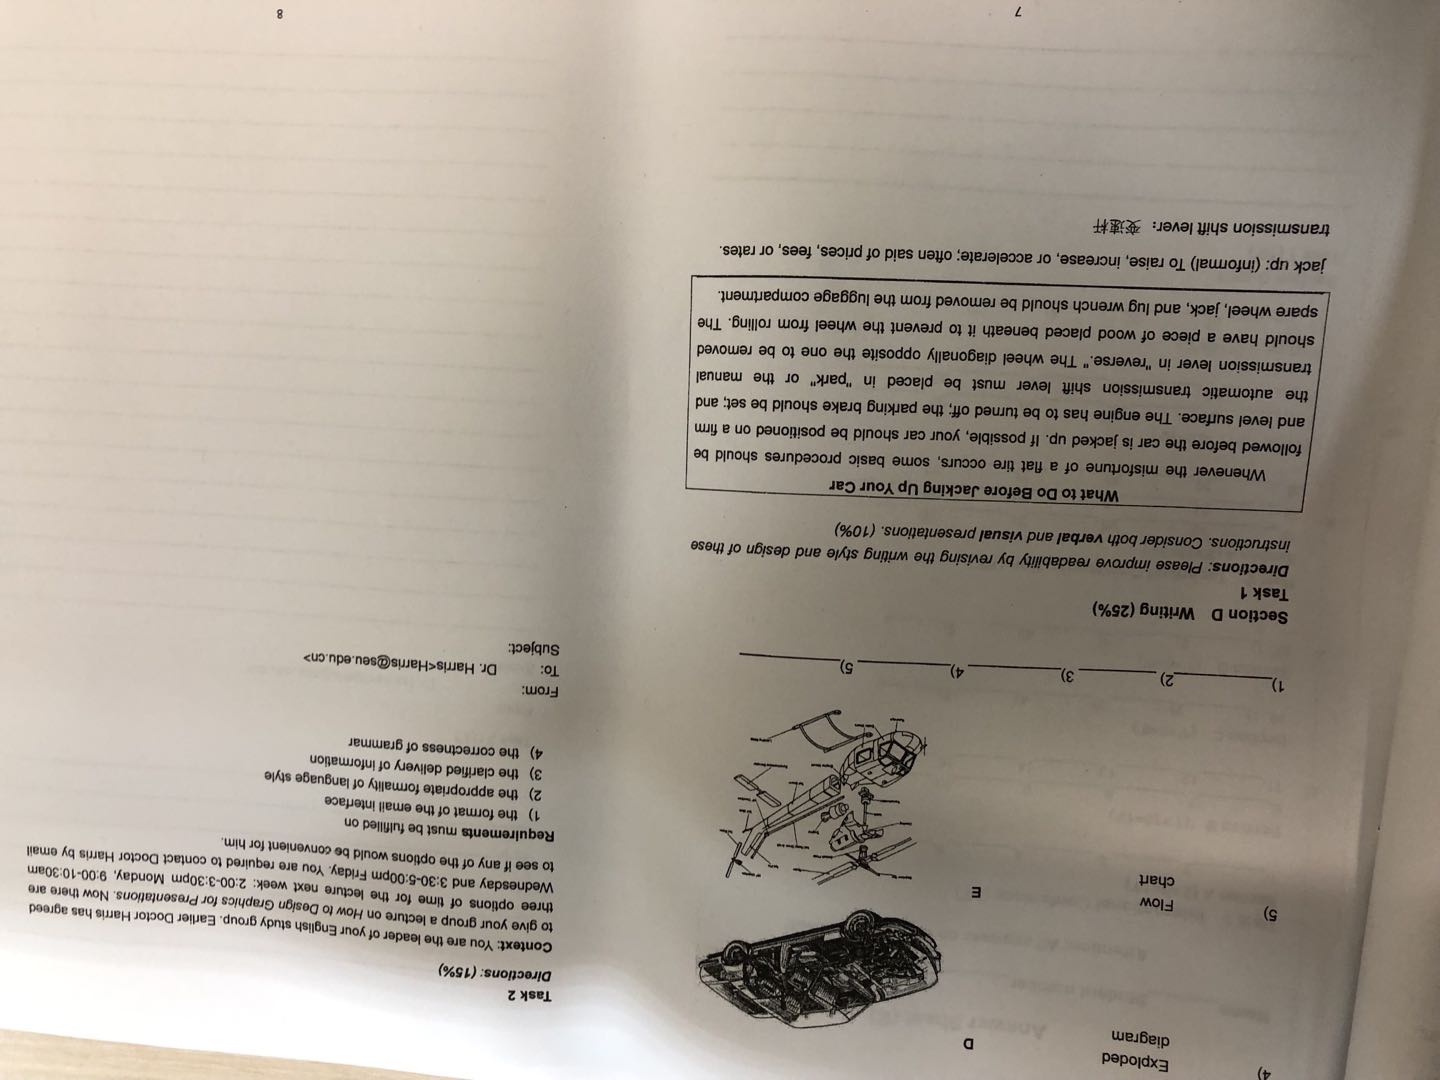 4)
Exploded
diagram
D
5)
Flow
chart
E
1)
2)
3)
4)
5)
Section D Writing (25%)
Task 1
Directions: Please improve readability by revising the writing style and design of these
instructions. Consider both verbal and visual presentations. (10%)
What to Do Before Jacking Up Your Car
Whenever the misfortune of a flat tire occurs, some basic procedures should be
followed before the car is jacked up. If possible, your car should be positioned on a firm
and level surface. The engine has to be turned off; the parking brake should be set; and
the automatic transmission shift lever must be placed in "park" or the manual
transmission lever in "reverse." The wheel diagonally opposite the one to be removed
should have a piece of wood placed beneath it to prevent the wheel from rolling. The
spare wheel, jack, and lug wrench should be removed from the luggage compartment.
jack up: (informal) To raise, increase, or accelerate; often said of prices, fees, or rates.
transmission shift lever: 变速杆
7
Task 2
Directions: (15%)
Context: You are the leader of your English study group. Earlier Doctor Harris has agreed
to give your group a lecture on How to Design Graphics for Presentations. Now there are
three options of time for the lecture next week: 2:00-3:30pm Monday, 9:00-10:30am
Wednesday and 3:30-5:00pm Friday. You are required to contact Doctor Harris by email
to see if any of the options would be convenient for him.
Requirements must be fulfilled on
1) the format of the email interface
2) the appropriate formality of language style
3) the clarified delivery of information
4) the correctness of grammar
From:
To: Dr. Harris<Harris@seu.edu.cn>
Subject:
8